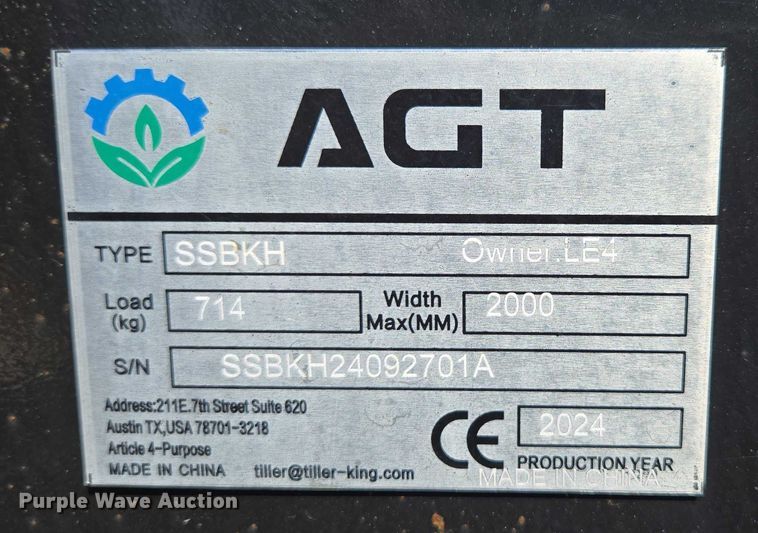 AGT
TYPE SSBKH Owner.LE4
Load (kg) 714 Width Max(MM) 2000
S/N SSBKH24092701A
Address:211E.7th Street Suite 620
Austin TX,USA 78701-3218
Article 4-Purpose
MADE IN CHINA tiller@tiller-king.com
CE 2024
PRODUCTION YEAR
MADE IN CHINA
Purple Wave Auction